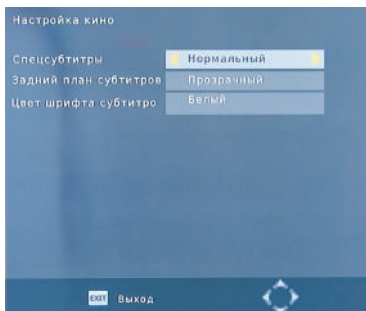 Настройка кино
Спецсубтитры Нормальный
Задний план субтитров Прозрачный
Цвет шрифта субтитро Белый
EXIT Выход